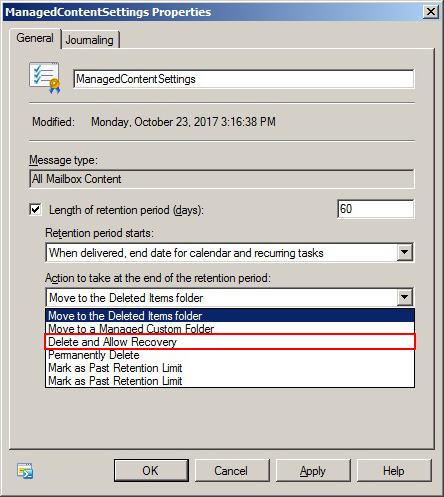 ManagedContentSettings Properties
General
Journaling
ManagedContentSettings
Modified: Monday, October 23, 2017 3:16:38 PM
Message type:
All Mailbox Content
Length of retention period (days): 60
Retention period starts:
When delivered, end date for calendar and recurring tasks
Action to take at the end of the retention period:
Move to the Deleted Items folder
Move to the Deleted Items folder
Move to a Managed Custom Folder
Delete and Allow Recovery
Permanently Delete
Mark as Past Retention Limit
Mark as Past Retention Limit
OK
Cancel
Apply
Help